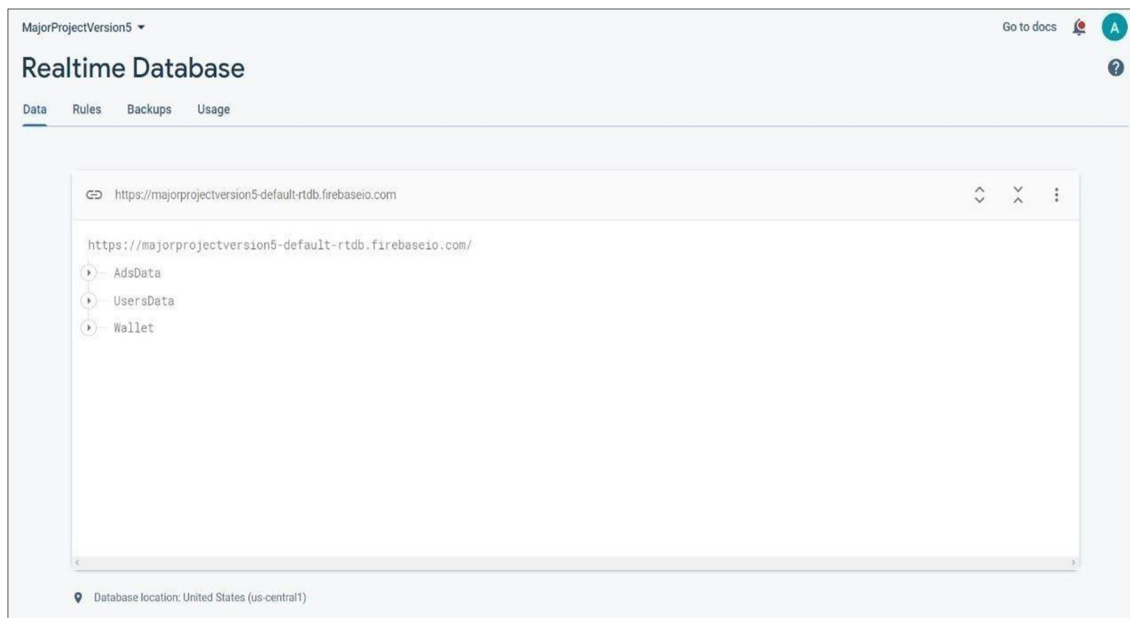 MajorProjectVersion5
Go to docs
A
Realtime Database
?
Data Rules Backups Usage
https://majorprojectversion5-default-rtdb.firebaseio.com
https://majorprojectversion5-default-rtdb.firebaseio.com/
AdsData
UsersData
Wallet
Database location: United States (us-central1)